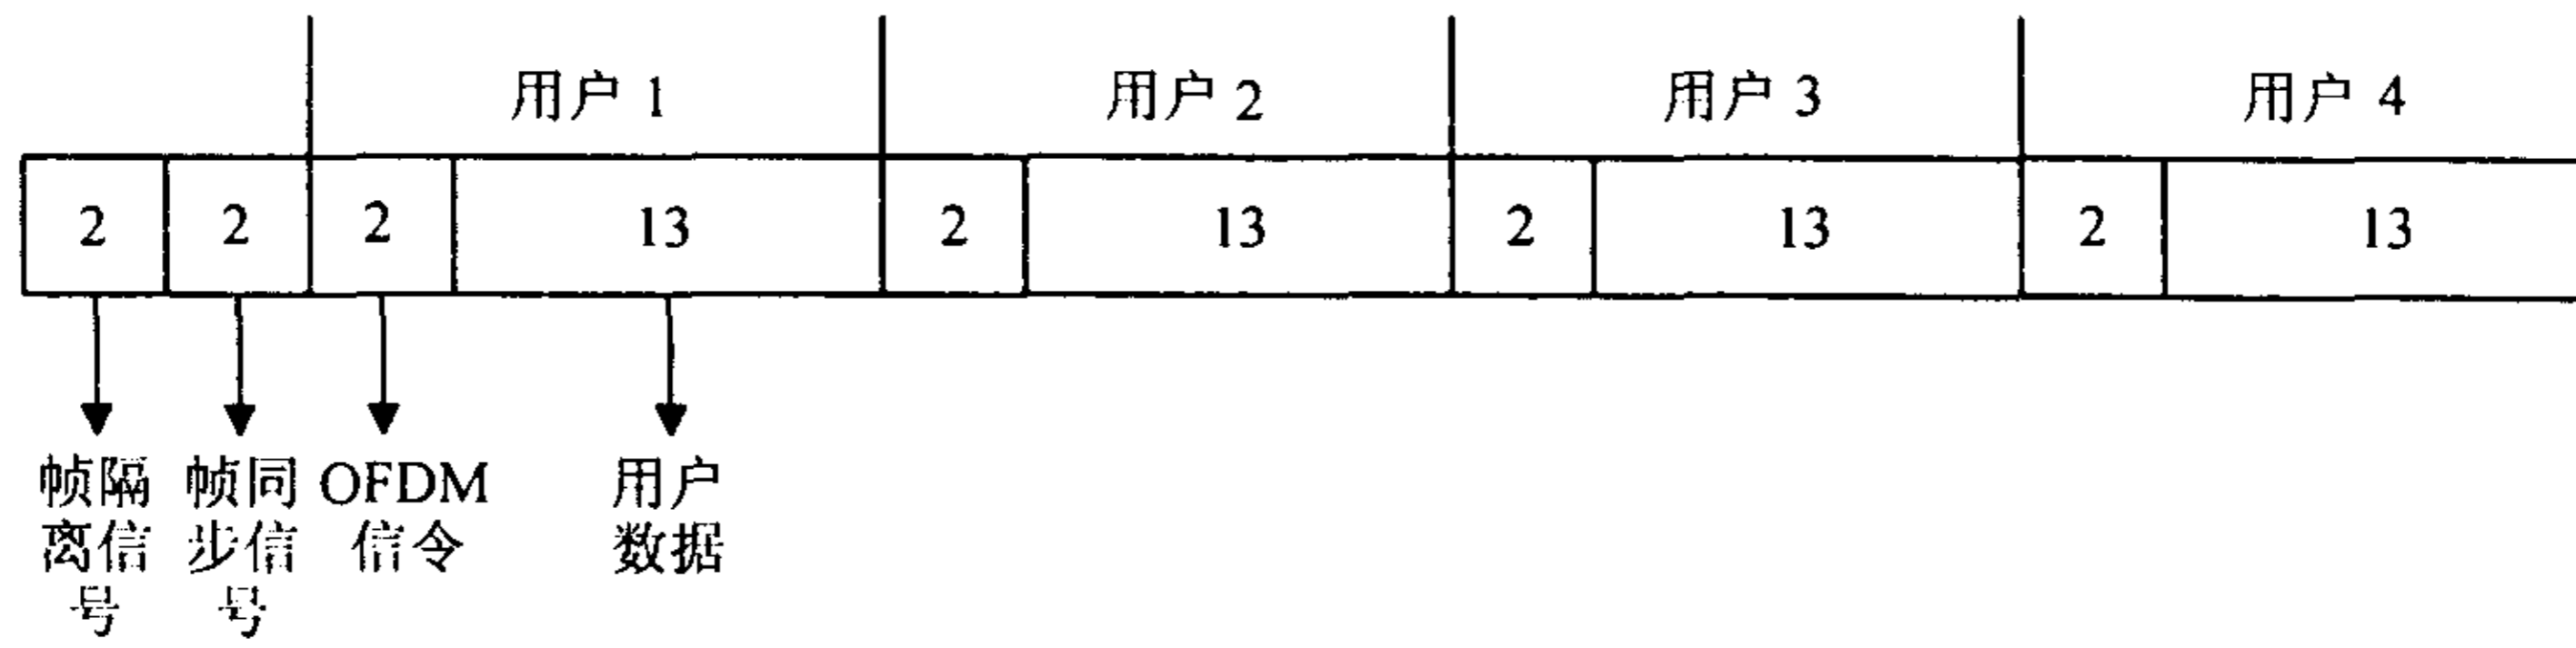 用户 1 用户 2 用户 3 用户 4
2 2 2 13 2 13 2 13 2 13
帧隔 帧同 OFDM 用户
离信 步信 信令 数据
号 号